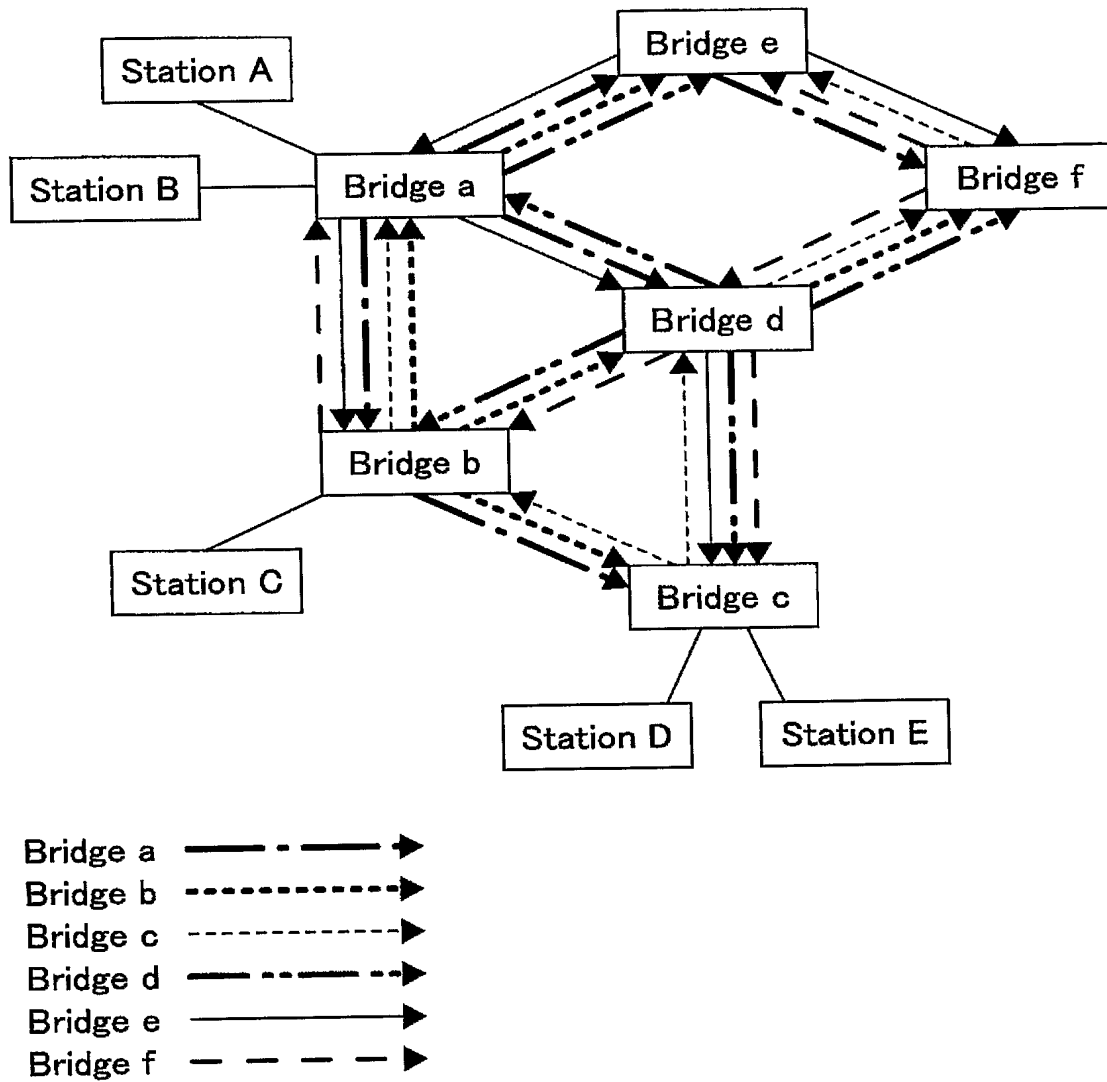 Bridge e
Station A
Station B
Bridge a
Bridge f
Bridge d
Bridge b
Station C
Bridge c
Station D
Station E
Bridge a
Bridge b
Bridge c
Bridge d
Bridge e
Bridge f